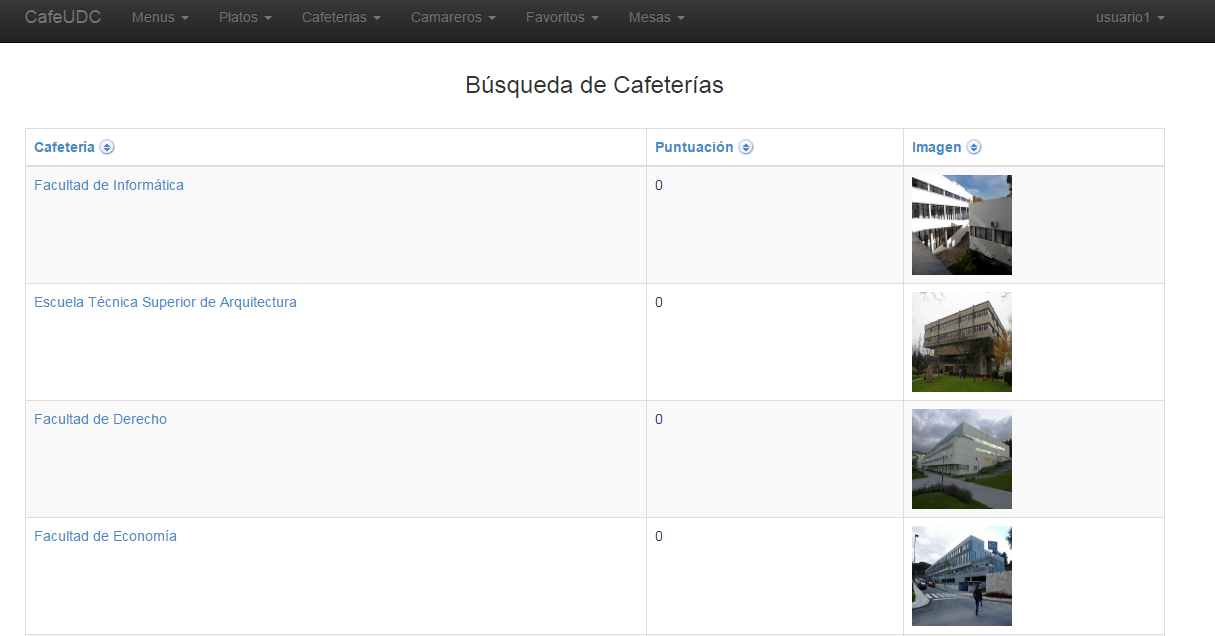 CafeUDC Menus Platos Cafeterias Camareros Favoritos Mesas usuario1
Búsqueda de Cafeterías
Cafetería Puntuación Imagen
Facultad de Informática 0
Escuela Técnica Superior de Arquitectura 0
Facultad de Derecho 0
Facultad de Economía 0